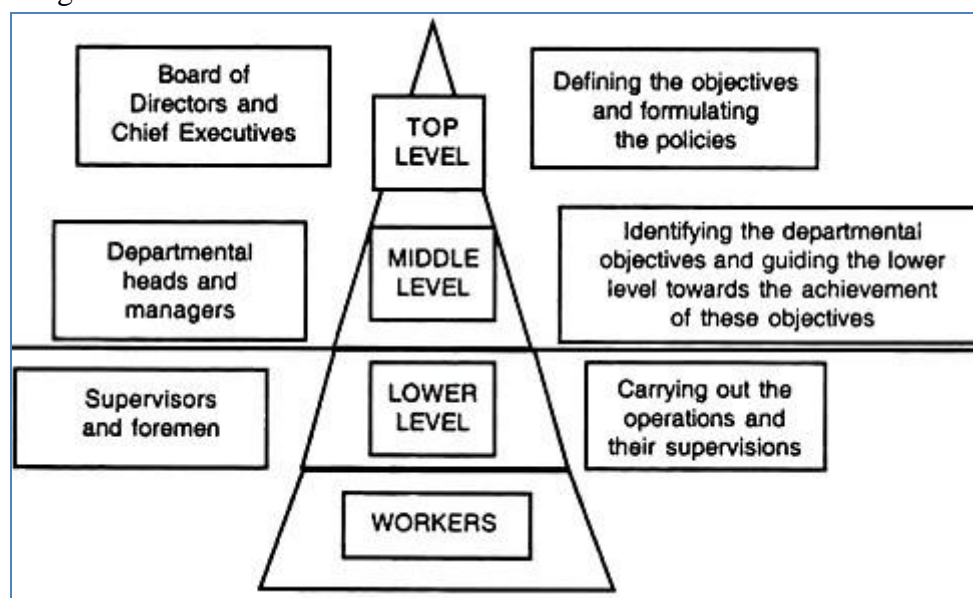 Board of
Directors and
Chief Executives
TOP
LEVEL
Defining the objectives
and formulating
the policies
Departmental
heads and
managers
MIDDLE
LEVEL
Identifying the departmental
objectives and guiding the lower
level towards the achievement
of these objectives
Supervisors
and foremen
LOWER
LEVEL
Carrying out the
operations and
their supervisions
WORKERS